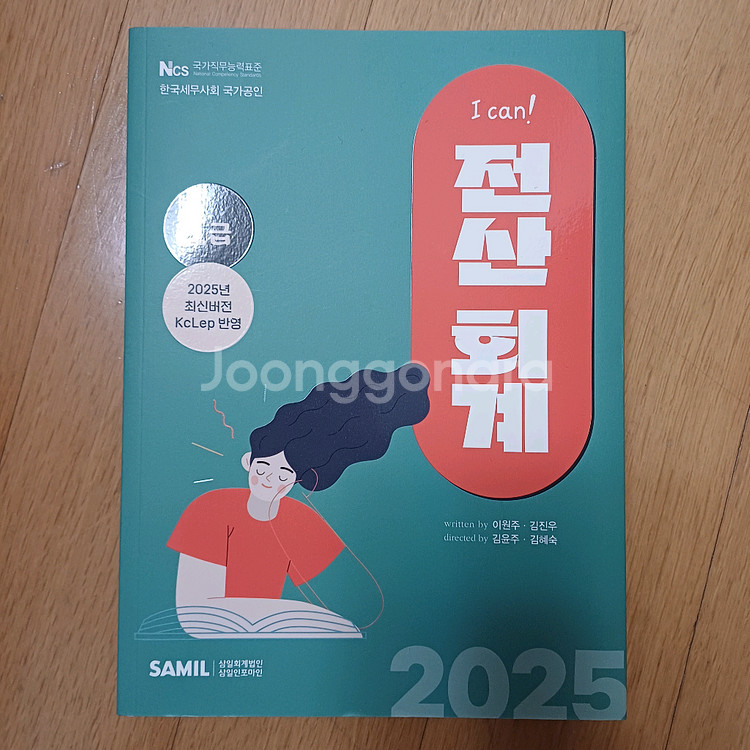 Ncs 국가직무능력표준
National Competency Standards
한국세무사회 국가공인
I can!
전산 회계
급
2025년
최신버전
KcLep 반영
Joonggonara
written by 이원주 · 김진우
directed by 김윤주 · 김혜숙
SAMIL 삼일회계법인
삼일인포마인
2025